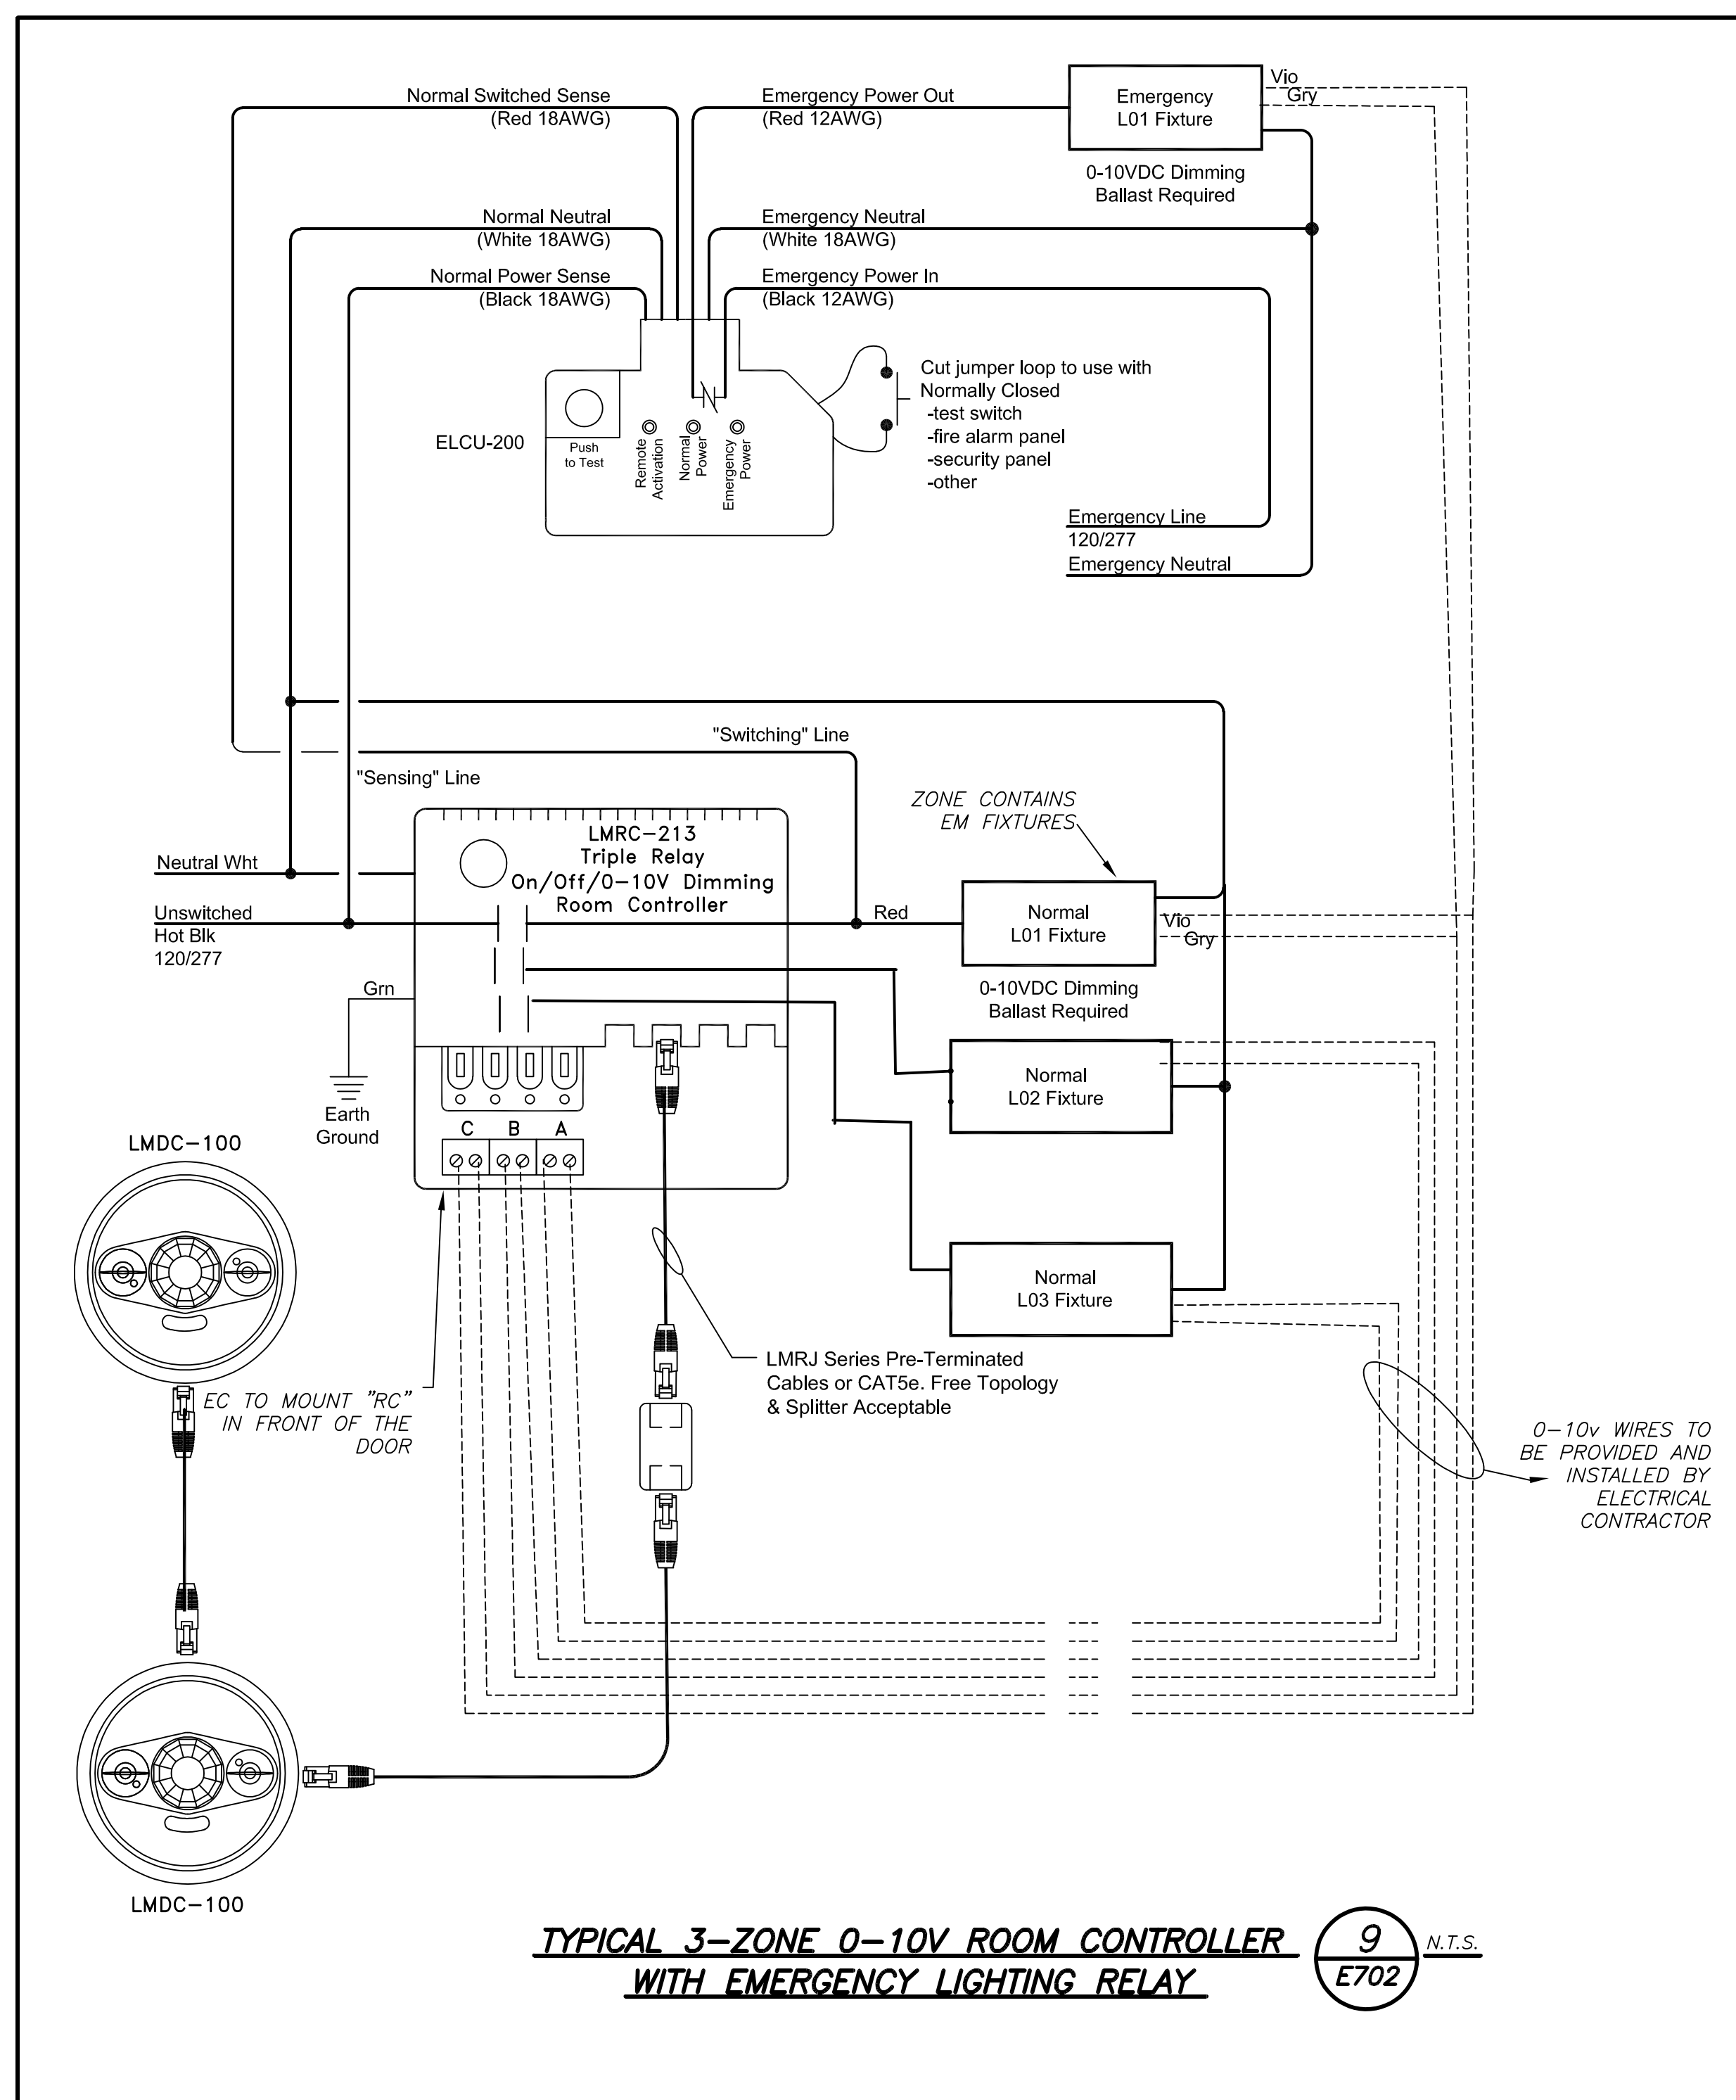 Normal Switched Sense
(Red 18AWG)
Emergency Power Out
(Red 12AWG)
Emergency
L01 Fixture
Vio
Gry
0-10VDC Dimming
Ballast Required
Normal Neutral
(White 18AWG)
Emergency Neutral
(White 18AWG)
Normal Power Sense
(Black 18AWG)
Emergency Power In
(Black 12AWG)
ELCU-200
Push
to Test
Remote
Activation
Normal
Power
Emergency
Power
Cut jumper loop to use with
Normally Closed
-test switch
-fire alarm panel
-security panel
-other
Emergency Line
120/277
Emergency Neutral
"Switching" Line
"Sensing" Line
ZONE CONTAINS
EM FIXTURES
LMRC-213
Triple Relay
On/Off/0-10V Dimming
Room Controller
Neutral Wht
Unswitched
Hot Blk
120/277
Red
Normal
L01 Fixture
Vio
Gry
0-10VDC Dimming
Ballast Required
Grn
Earth
Ground
Normal
L02 Fixture
C B A
LMDC-100
Normal
L03 Fixture
LMRJ Series Pre-Terminated
Cables or CAT5e. Free Topology
& Splitter Acceptable
EC TO MOUNT "RC"
IN FRONT OF THE
DOOR
0-10v WIRES TO
BE PROVIDED AND
INSTALLED BY
ELECTRICAL
CONTRACTOR
LMDC-100
TYPICAL 3-ZONE 0-10V ROOM CONTROLLER
WITH EMERGENCY LIGHTING RELAY
9
E702
N.T.S.